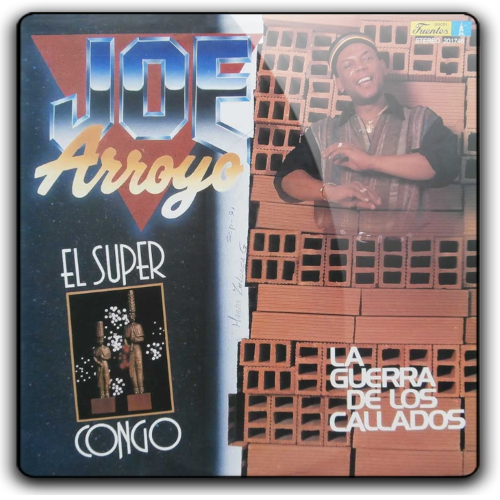 JOE
Arroyo
EL SUPER
CONGO
Fuentes
STEREO
LA
GUERRA
DE LOS
CALLADOS